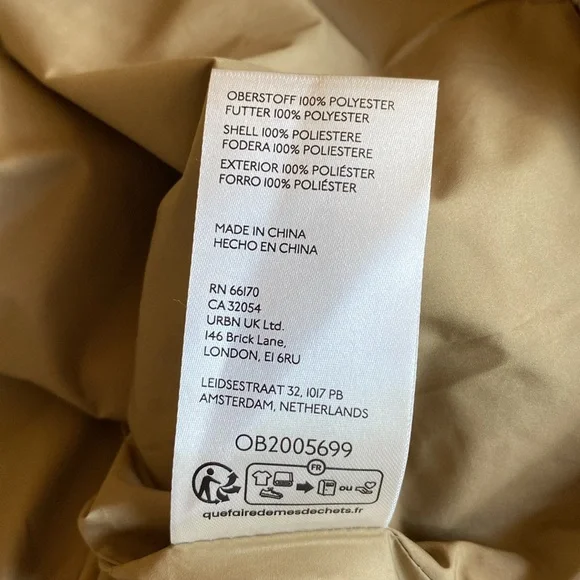 OBERSTOFF 100% POLYESTER
FUTTER 100% POLYESTER
SHELL 100% POLIESTERE
FODERA 100% POLIESTERE
EXTERIOR 100% POLIÉSTER
FORRO 100% POLIÉSTER
MADE IN CHINA
HECHO EN CHINA
RN 66170
CA 32054
URBN UK Ltd.
146 Brick Lane,
LONDON, E1 6RU
LEIDSESTRAAT 32, 1017 PB
AMSTERDAM, NETHERLANDS
OB2005699
FR
OU
quefairedemesdechets.fr